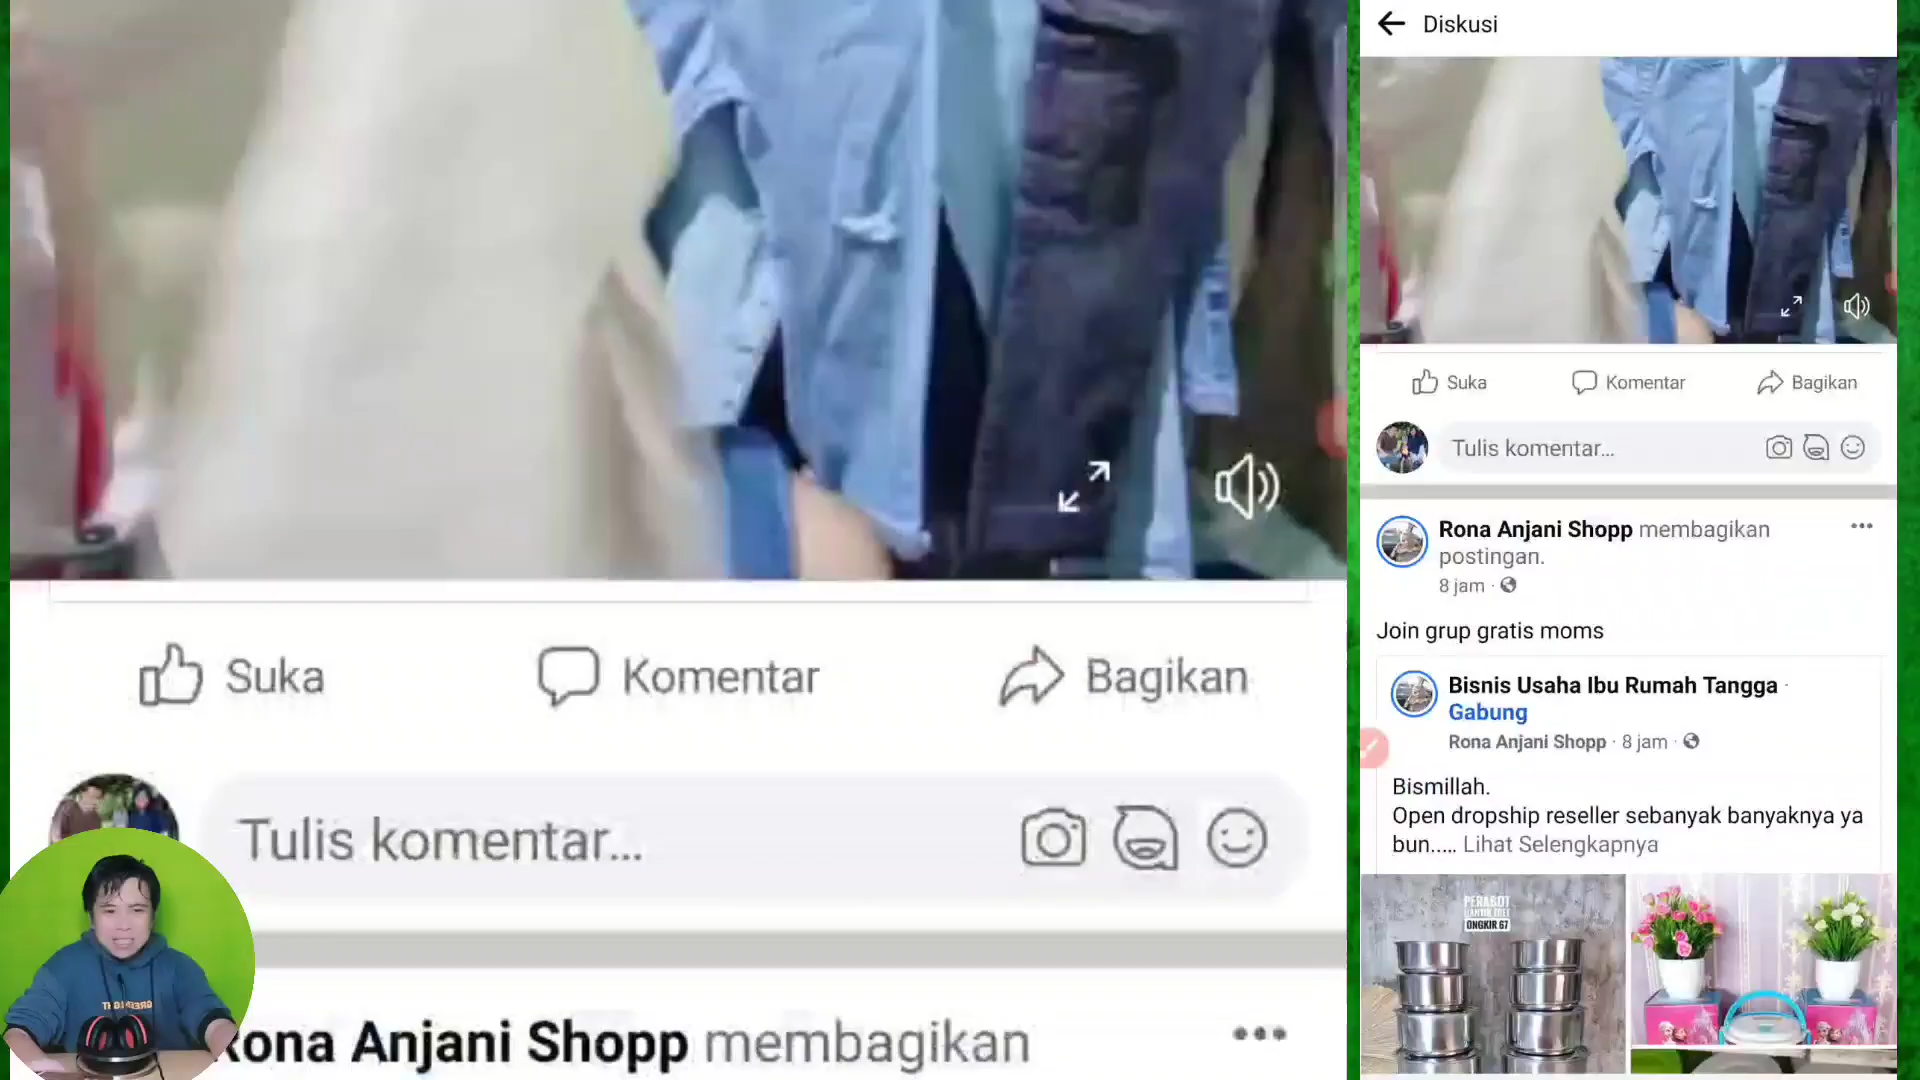 Suka
Komentar
Bagikan
Tulis komentar...
Rona Anjani Shopp membagikan
Diskusi
Suka
Komentar
Bagikan
Tulis komentar...
Rona Anjani Shopp membagikan
postingan.
8 jam ·
Join grup gratis moms
Bisnis Usaha Ibu Rumah Tangga ·
Gabung
Rona Anjani Shopp · 8 jam ·
Bismillah.
Open dropship reseller sebanyak banyaknya ya
bun..... Lihat Selengkapnya
PERABOT
ONGKIR 67